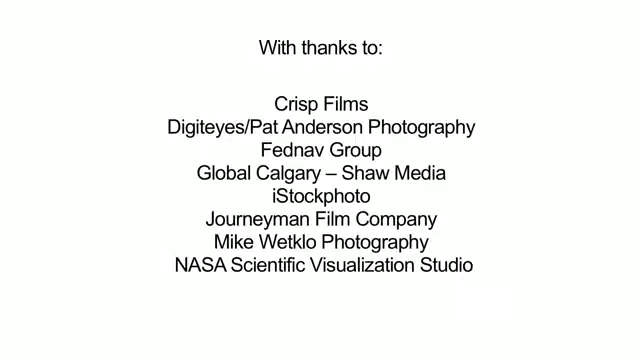 With thanks to:
Crisp Films
Digiteyes/Pat Anderson Photography
Fednav Group
Global Calgary – Shaw Media
iStockphoto
Journeyman Film Company
Mike Wetklo Photography
NASA Scientific Visualization Studio